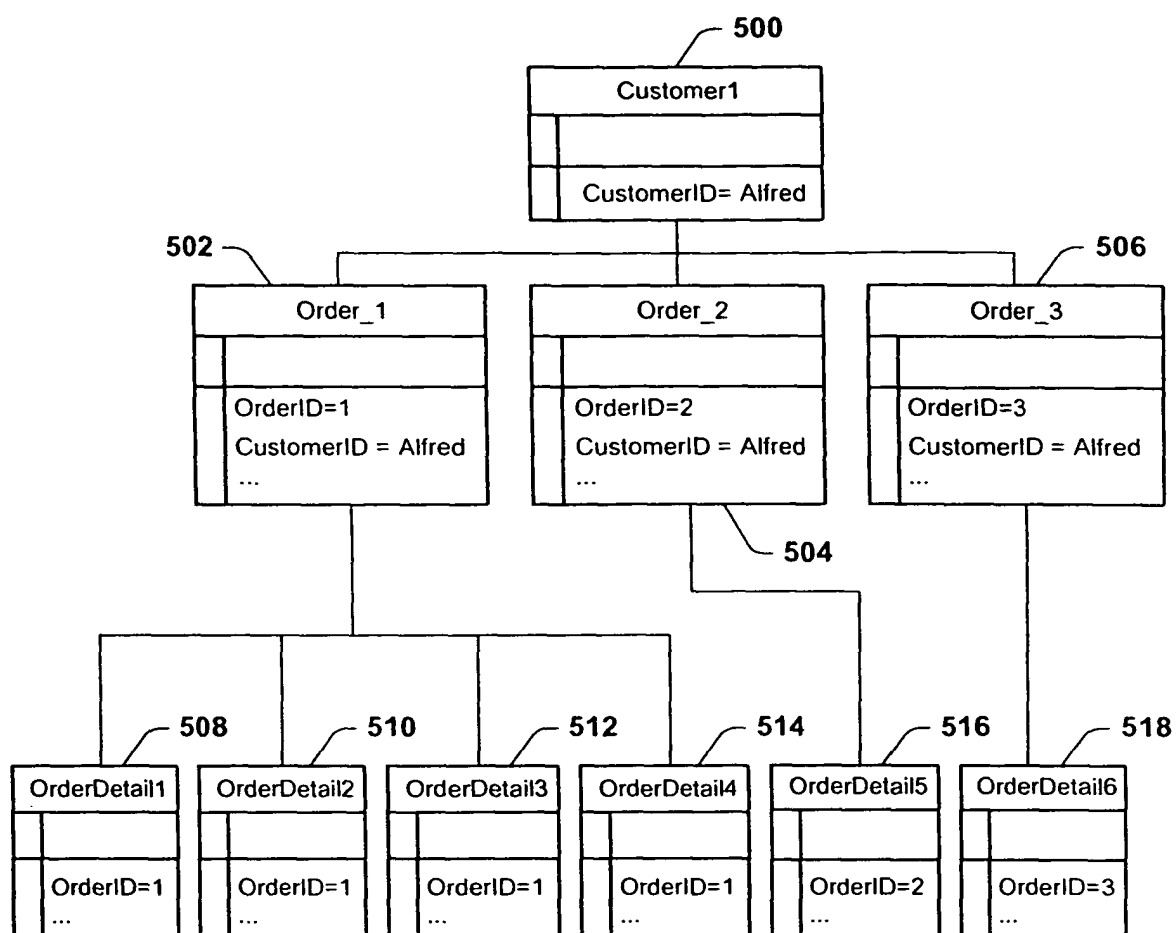 500
Customer1
CustomerID= Alfred
502
506
Order_1
Order_2
Order_3
OrderID=1
CustomerID = Alfred
...
OrderID=2
CustomerID = Alfred
...
OrderID=3
CustomerID = Alfred
...
504
508
510
512
514
516
518
OrderDetail1
OrderDetail2
OrderDetail3
OrderDetail4
OrderDetail5
OrderDetail6
OrderID=1
...
OrderID=1
...
OrderID=1
...
OrderID=1
...
OrderID=2
...
OrderID=3
...